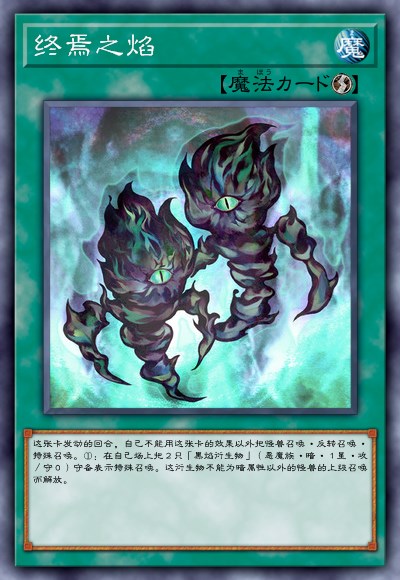 终焉之焰
魔
【魔法カード】
ま ほう
这张卡发动的回合，自己不能用这张卡的效果以外把怪兽召唤·反转召唤·
特殊召唤。①：在自己场上把2只「黑焰衍生物」（恶魔族·暗·1星·攻
／守0）守备表示特殊召唤。这衍生物不能为暗属性以外的怪兽的上级召唤
而解放。